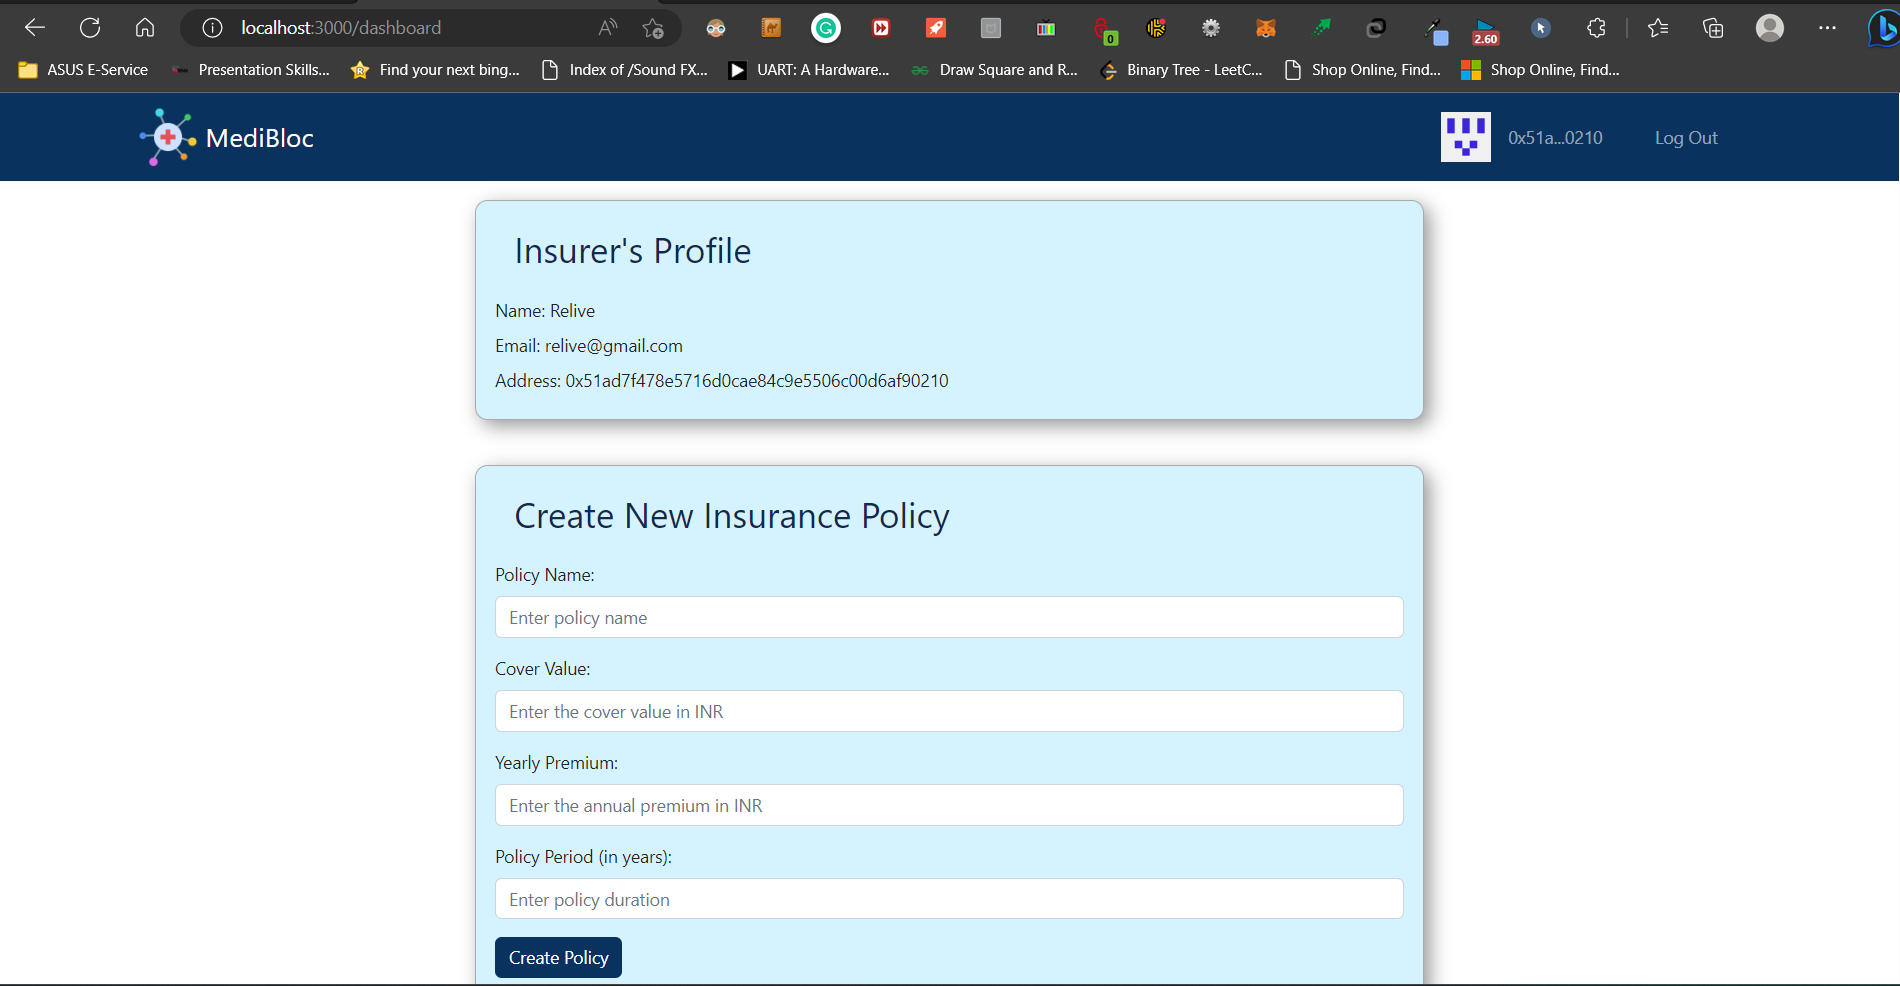 localhost:3000/dashboard
0
2.60
ASUS E-Service
Presentation Skills...
Find your next bing...
Index of /Sound FX...
UART: A Hardware...
Draw Square and R...
Binary Tree - LeetC...
Shop Online, Find...
Shop Online, Find...
MediBloc
0x51a...0210
Log Out
Insurer's Profile
Name: Relive
Email: relive@gmail.com
Address: 0x51ad7f478e5716d0cae84c9e5506c00d6af90210
Create New Insurance Policy
Policy Name:
Enter policy name
Cover Value:
Enter the cover value in INR
Yearly Premium:
Enter the annual premium in INR
Policy Period (in years):
Enter policy duration
Create Policy